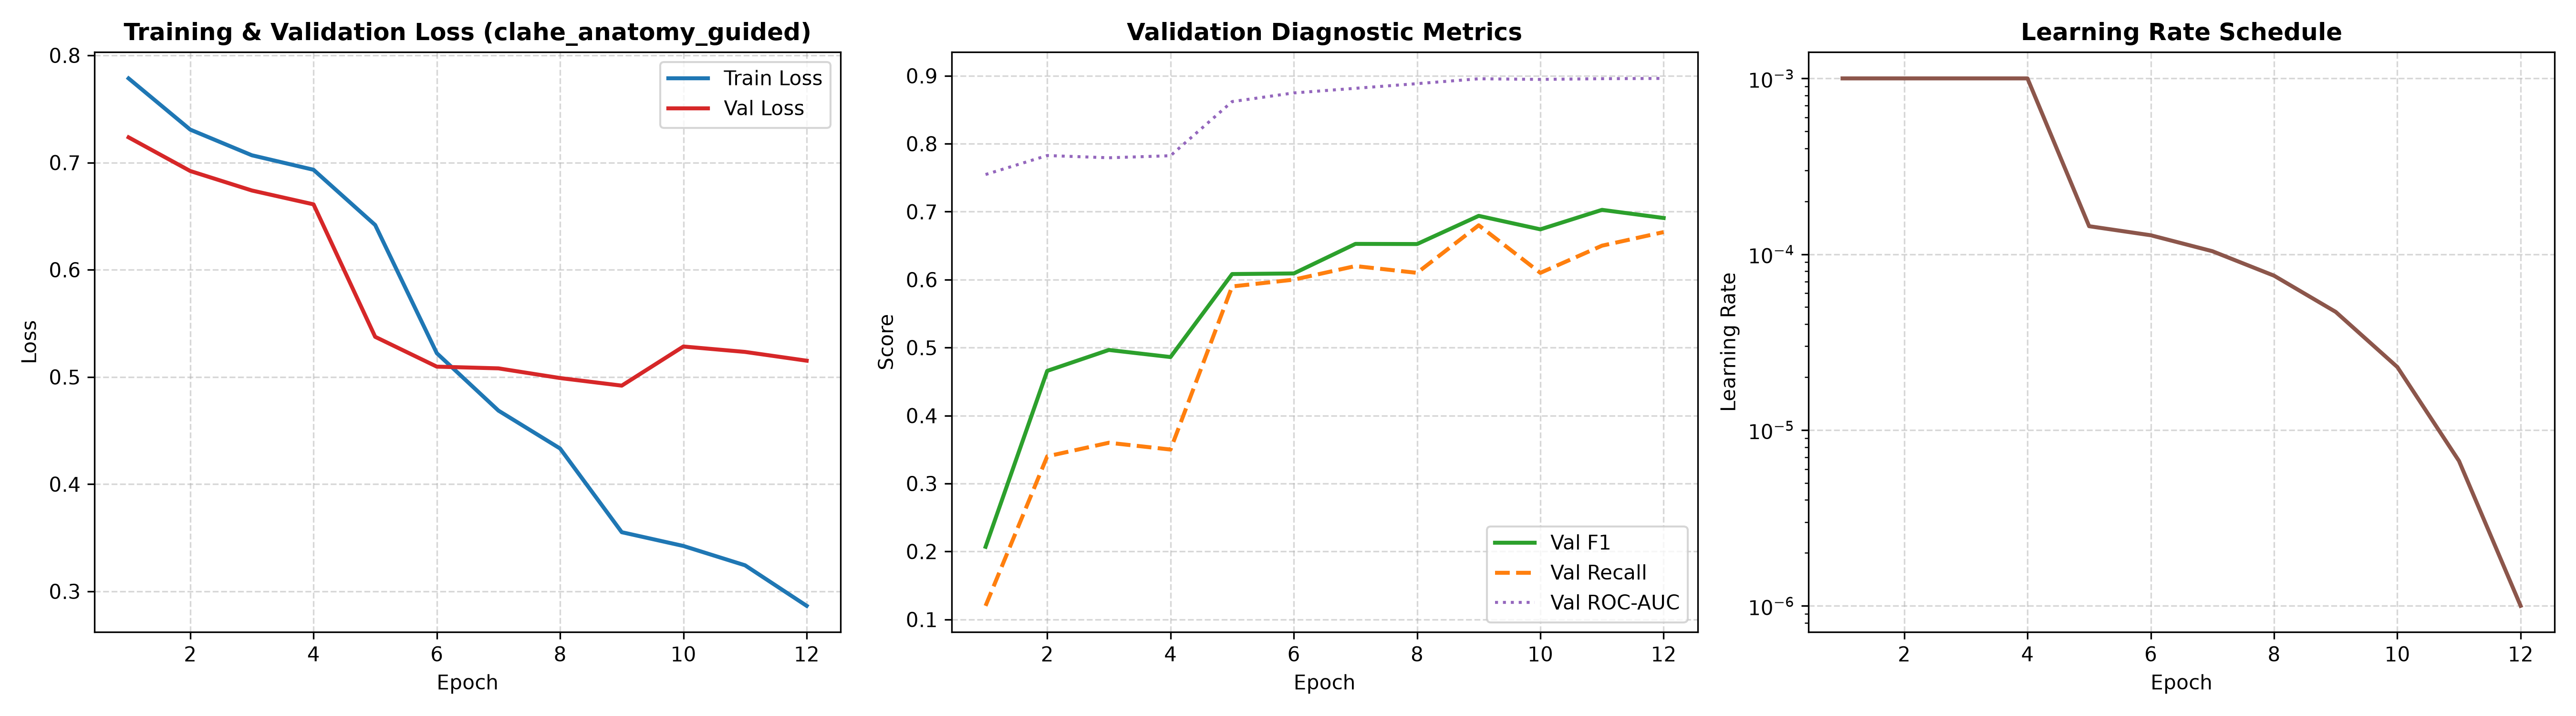 Training & Validation Loss (clahe_anatomy_guided)
0.8
0.7
0.6
0.5
0.4
0.3
Loss
Train Loss
Val Loss
2 4 6 8 10 12
Epoch
Validation Diagnostic Metrics
0.9
0.8
0.7
0.6
0.5
0.4
0.3
0.2
0.1
Score
Val F1
Val Recall
Val ROC-AUC
2 4 6 8 10 12
Epoch
Learning Rate Schedule
10⁻³
10⁻⁴
10⁻⁵
10⁻⁶
Learning Rate
2 4 6 8 10 12
Epoch